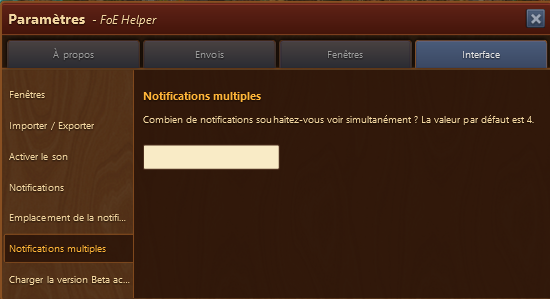 Paramètres - FoE Helper
À propos
Envois
Fenêtres
Interface
Fenêtres
Importer / Exporter
Activer le son
Notifications
Emplacement de la notifi...
Notifications multiples
Charger la version Beta ac...
Notifications multiples
Combien de notifications souhaitez-vous voir simultanément ? La valeur par défaut est 4.